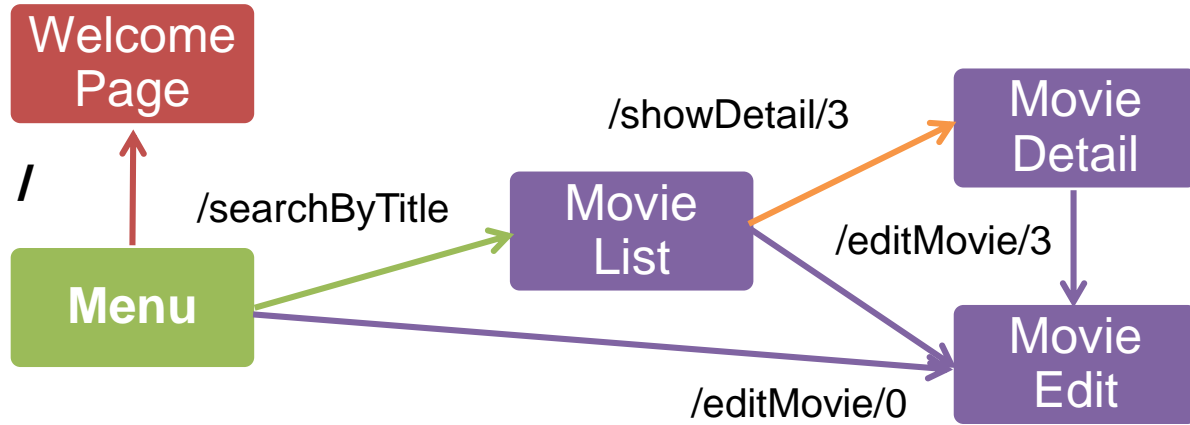 Welcome
Page
/
Menu
/searchByTitle
Movie
List
/showDetail/3
Movie
Detail
/editMovie/3
Movie
Edit
/editMovie/0